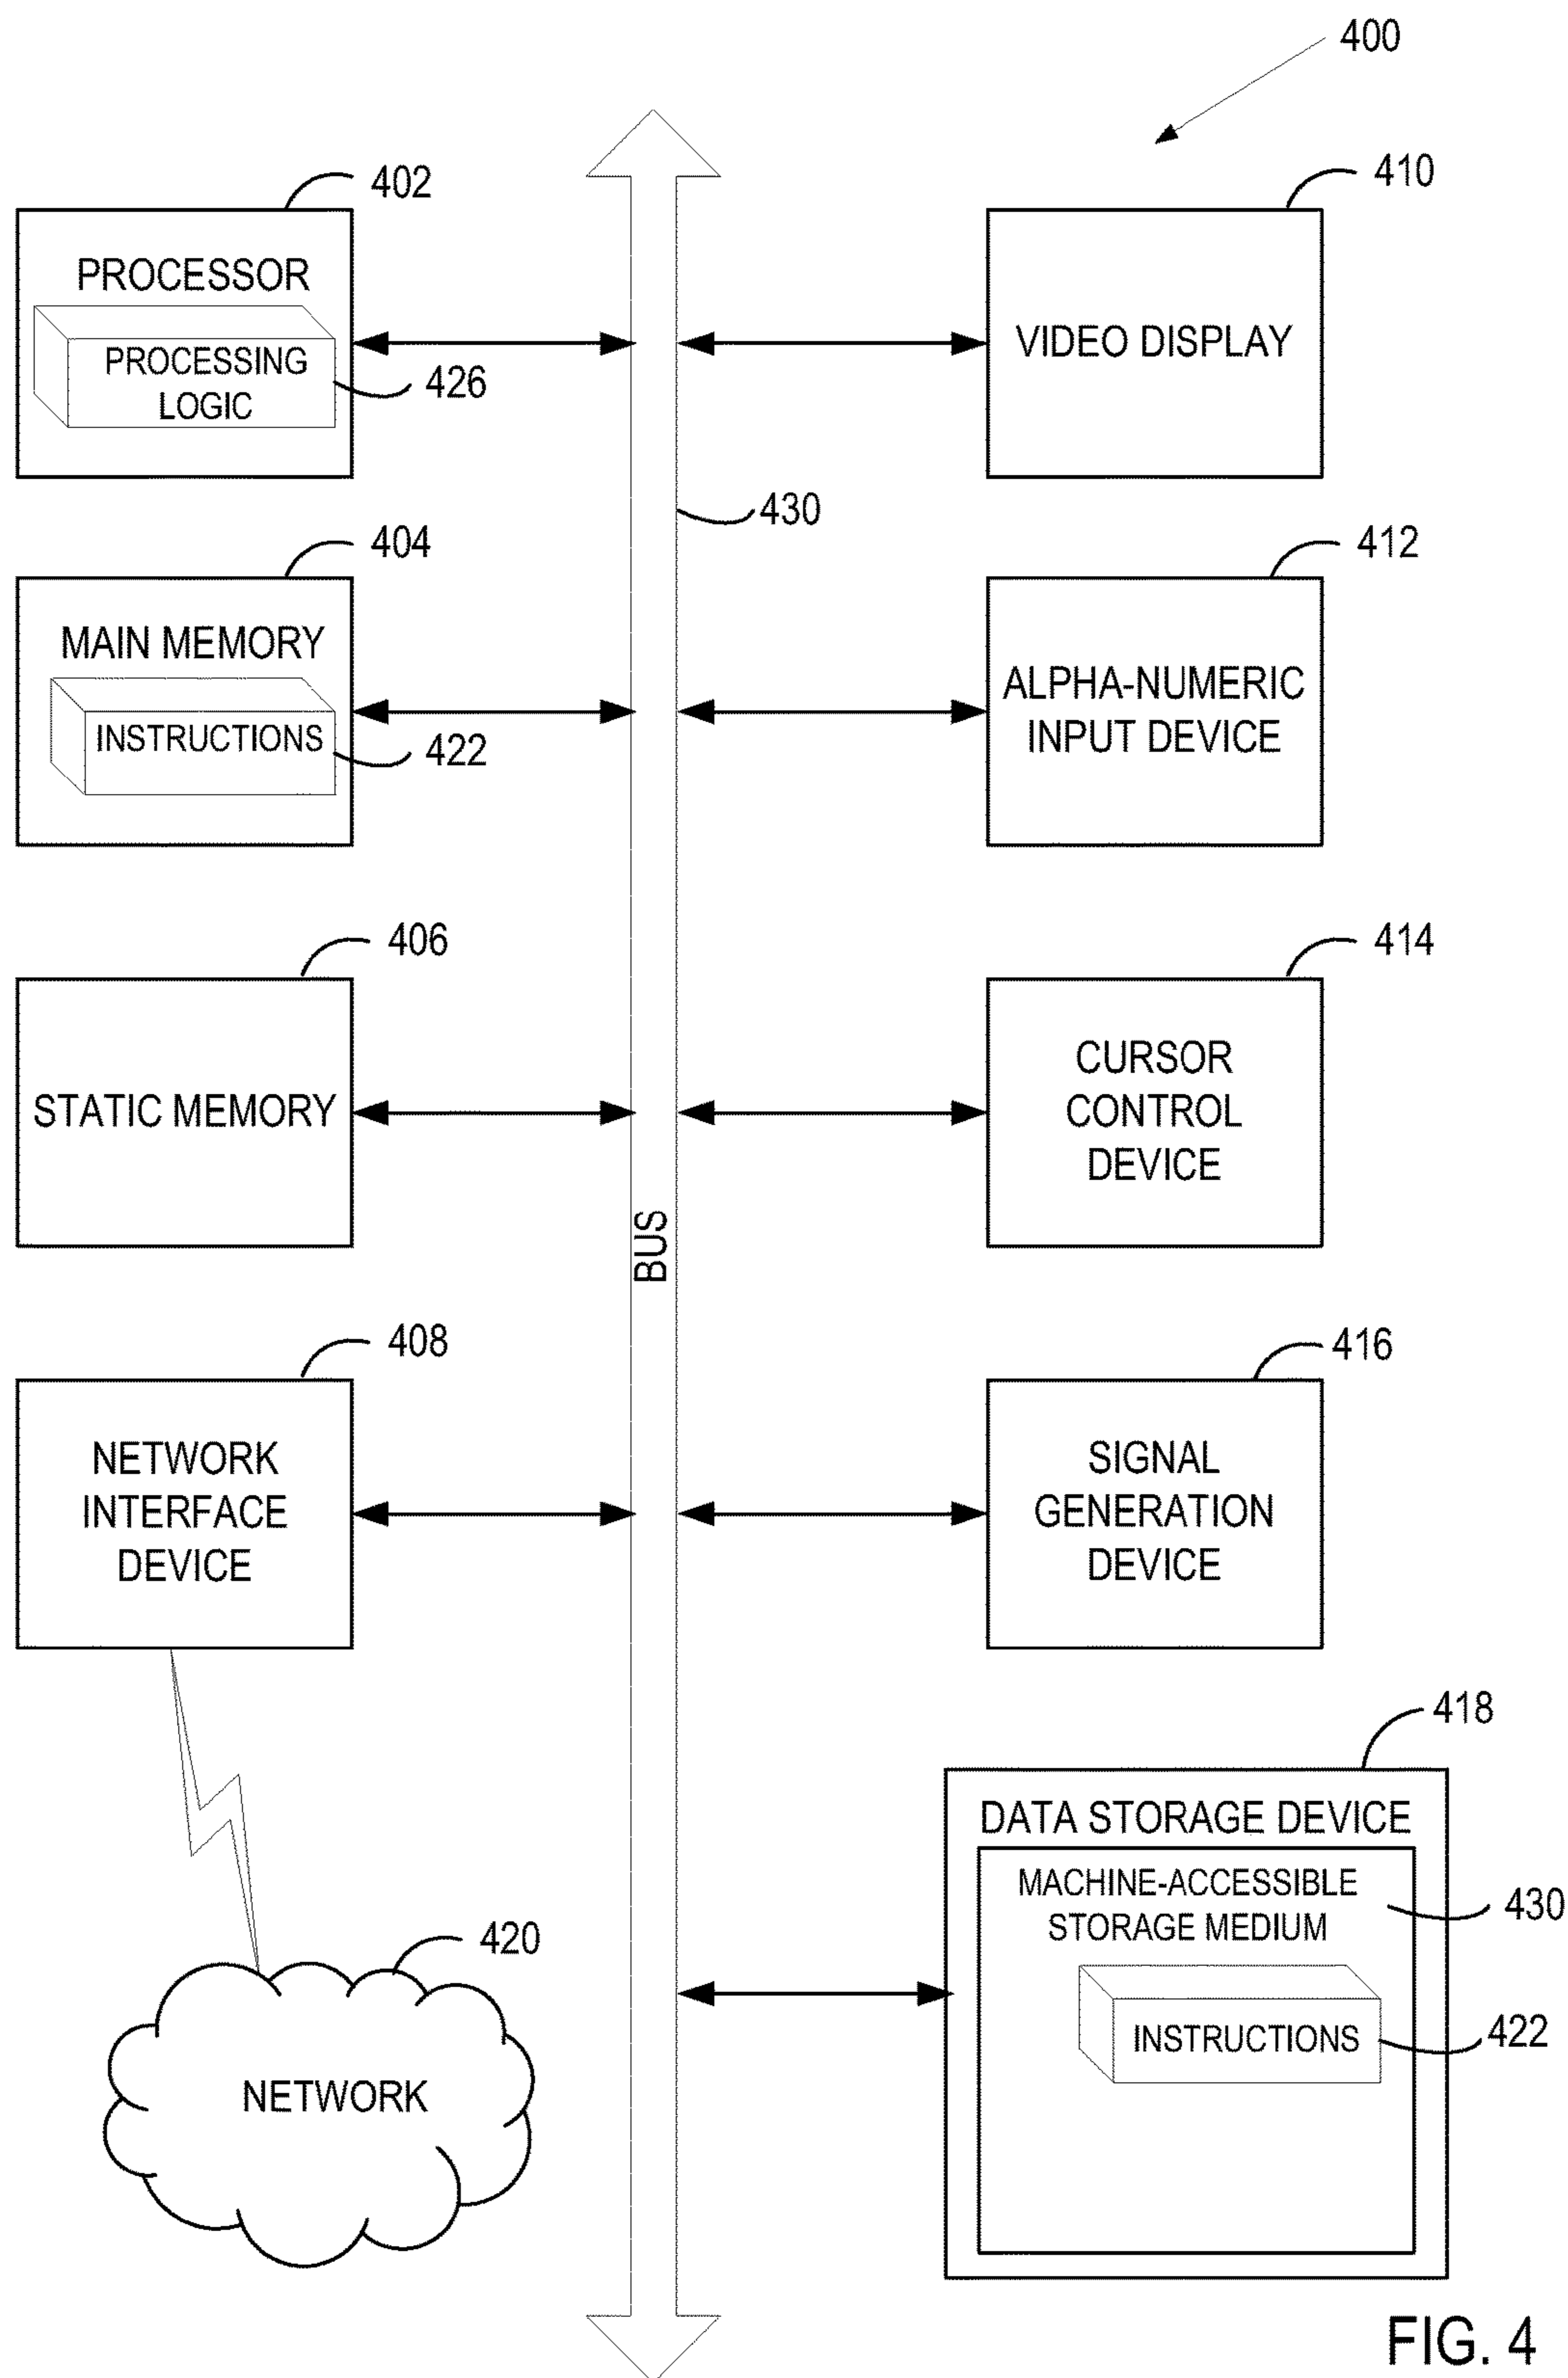 400
402
PROCESSOR
PROCESSING
LOGIC
426
410
VIDEO DISPLAY
430
404
MAIN MEMORY
INSTRUCTIONS
422
412
ALPHA-NUMERIC
INPUT DEVICE
406
STATIC MEMORY
414
CURSOR
CONTROL
DEVICE
BUS
408
NETWORK
INTERFACE
DEVICE
416
SIGNAL
GENERATION
DEVICE
418
DATA STORAGE DEVICE
MACHINE-ACCESSIBLE
STORAGE MEDIUM
430
INSTRUCTIONS
422
420
NETWORK
FIG. 4